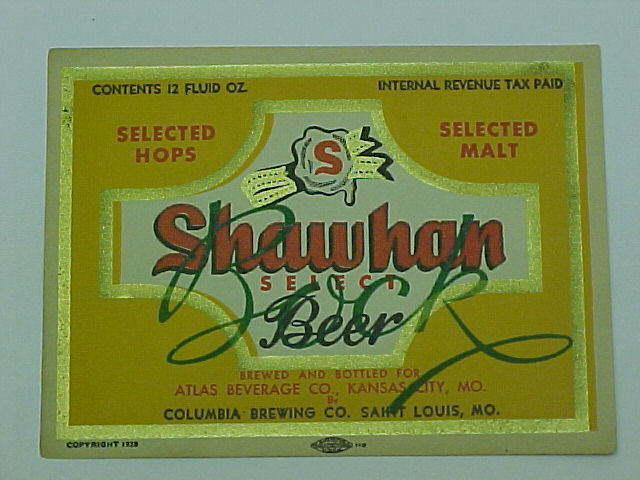 CONTENTS 12 FLUID OZ.
INTERNAL REVENUE TAX PAID
SELECTED
HOPS
SELECTED
MALT
S
Shawhan
SELECT
Bock
Beer
BREWED AND BOTTLED FOR
ATLAS BEVERAGE CO., KANSAS CITY, MO.
By
COLUMBIA BREWING CO. SAINT LOUIS, MO.
COPYRIGHT